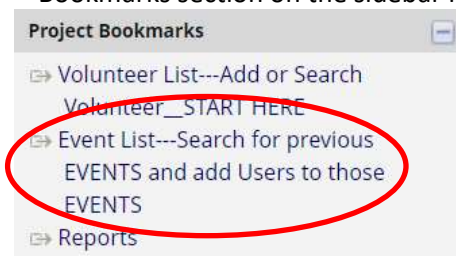 Bookmarks section on the sidebar
Project Bookmarks
Volunteer List---Add or Search
Volunteer__START HERE
Event List---Search for previous
EVENTS and add Users to those
EVENTS
Reports